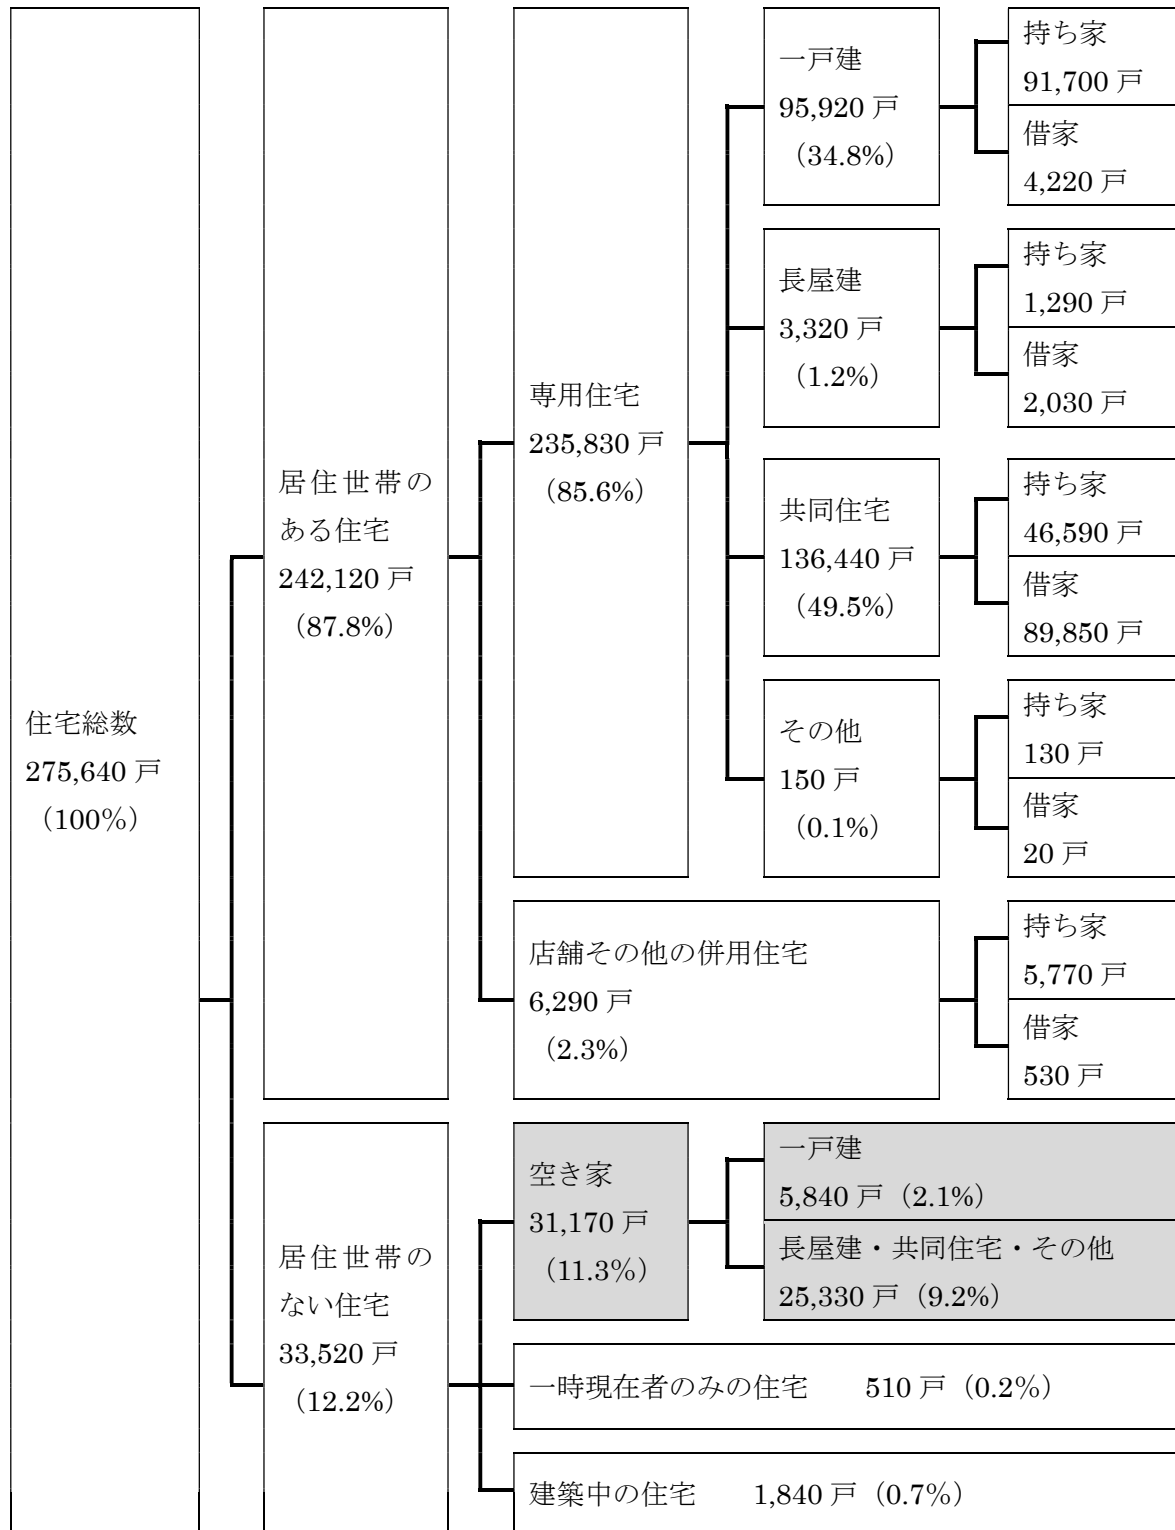 住宅総数
275,640 戸
（100％）
居住世帯の
ある住宅
242,120 戸
（87.8%）
専用住宅
235,830 戸
（85.6%）
一戸建
95,920 戸
（34.8%）
持ち家
91,700 戸
借家
4,220 戸
長屋建
3,320 戸
（1.2%）
持ち家
1,290 戸
借家
2,030 戸
共同住宅
136,440 戸
（49.5%）
持ち家
46,590 戸
借家
89,850 戸
その他
150 戸
（0.1%）
持ち家
130 戸
借家
20 戸
店舗その他の併用住宅
6,290 戸
（2.3%）
持ち家
5,770 戸
借家
530 戸
居住世帯の
ない住宅
33,520 戸
（12.2%）
空き家
31,170 戸
（11.3％）
一戸建
5,840 戸（2.1%）
長屋建・共同住宅・その他
25,330 戸（9.2%）
一時現在者のみの住宅　　510 戸（0.2％）
建築中の住宅　　1,840 戸（0.7％）